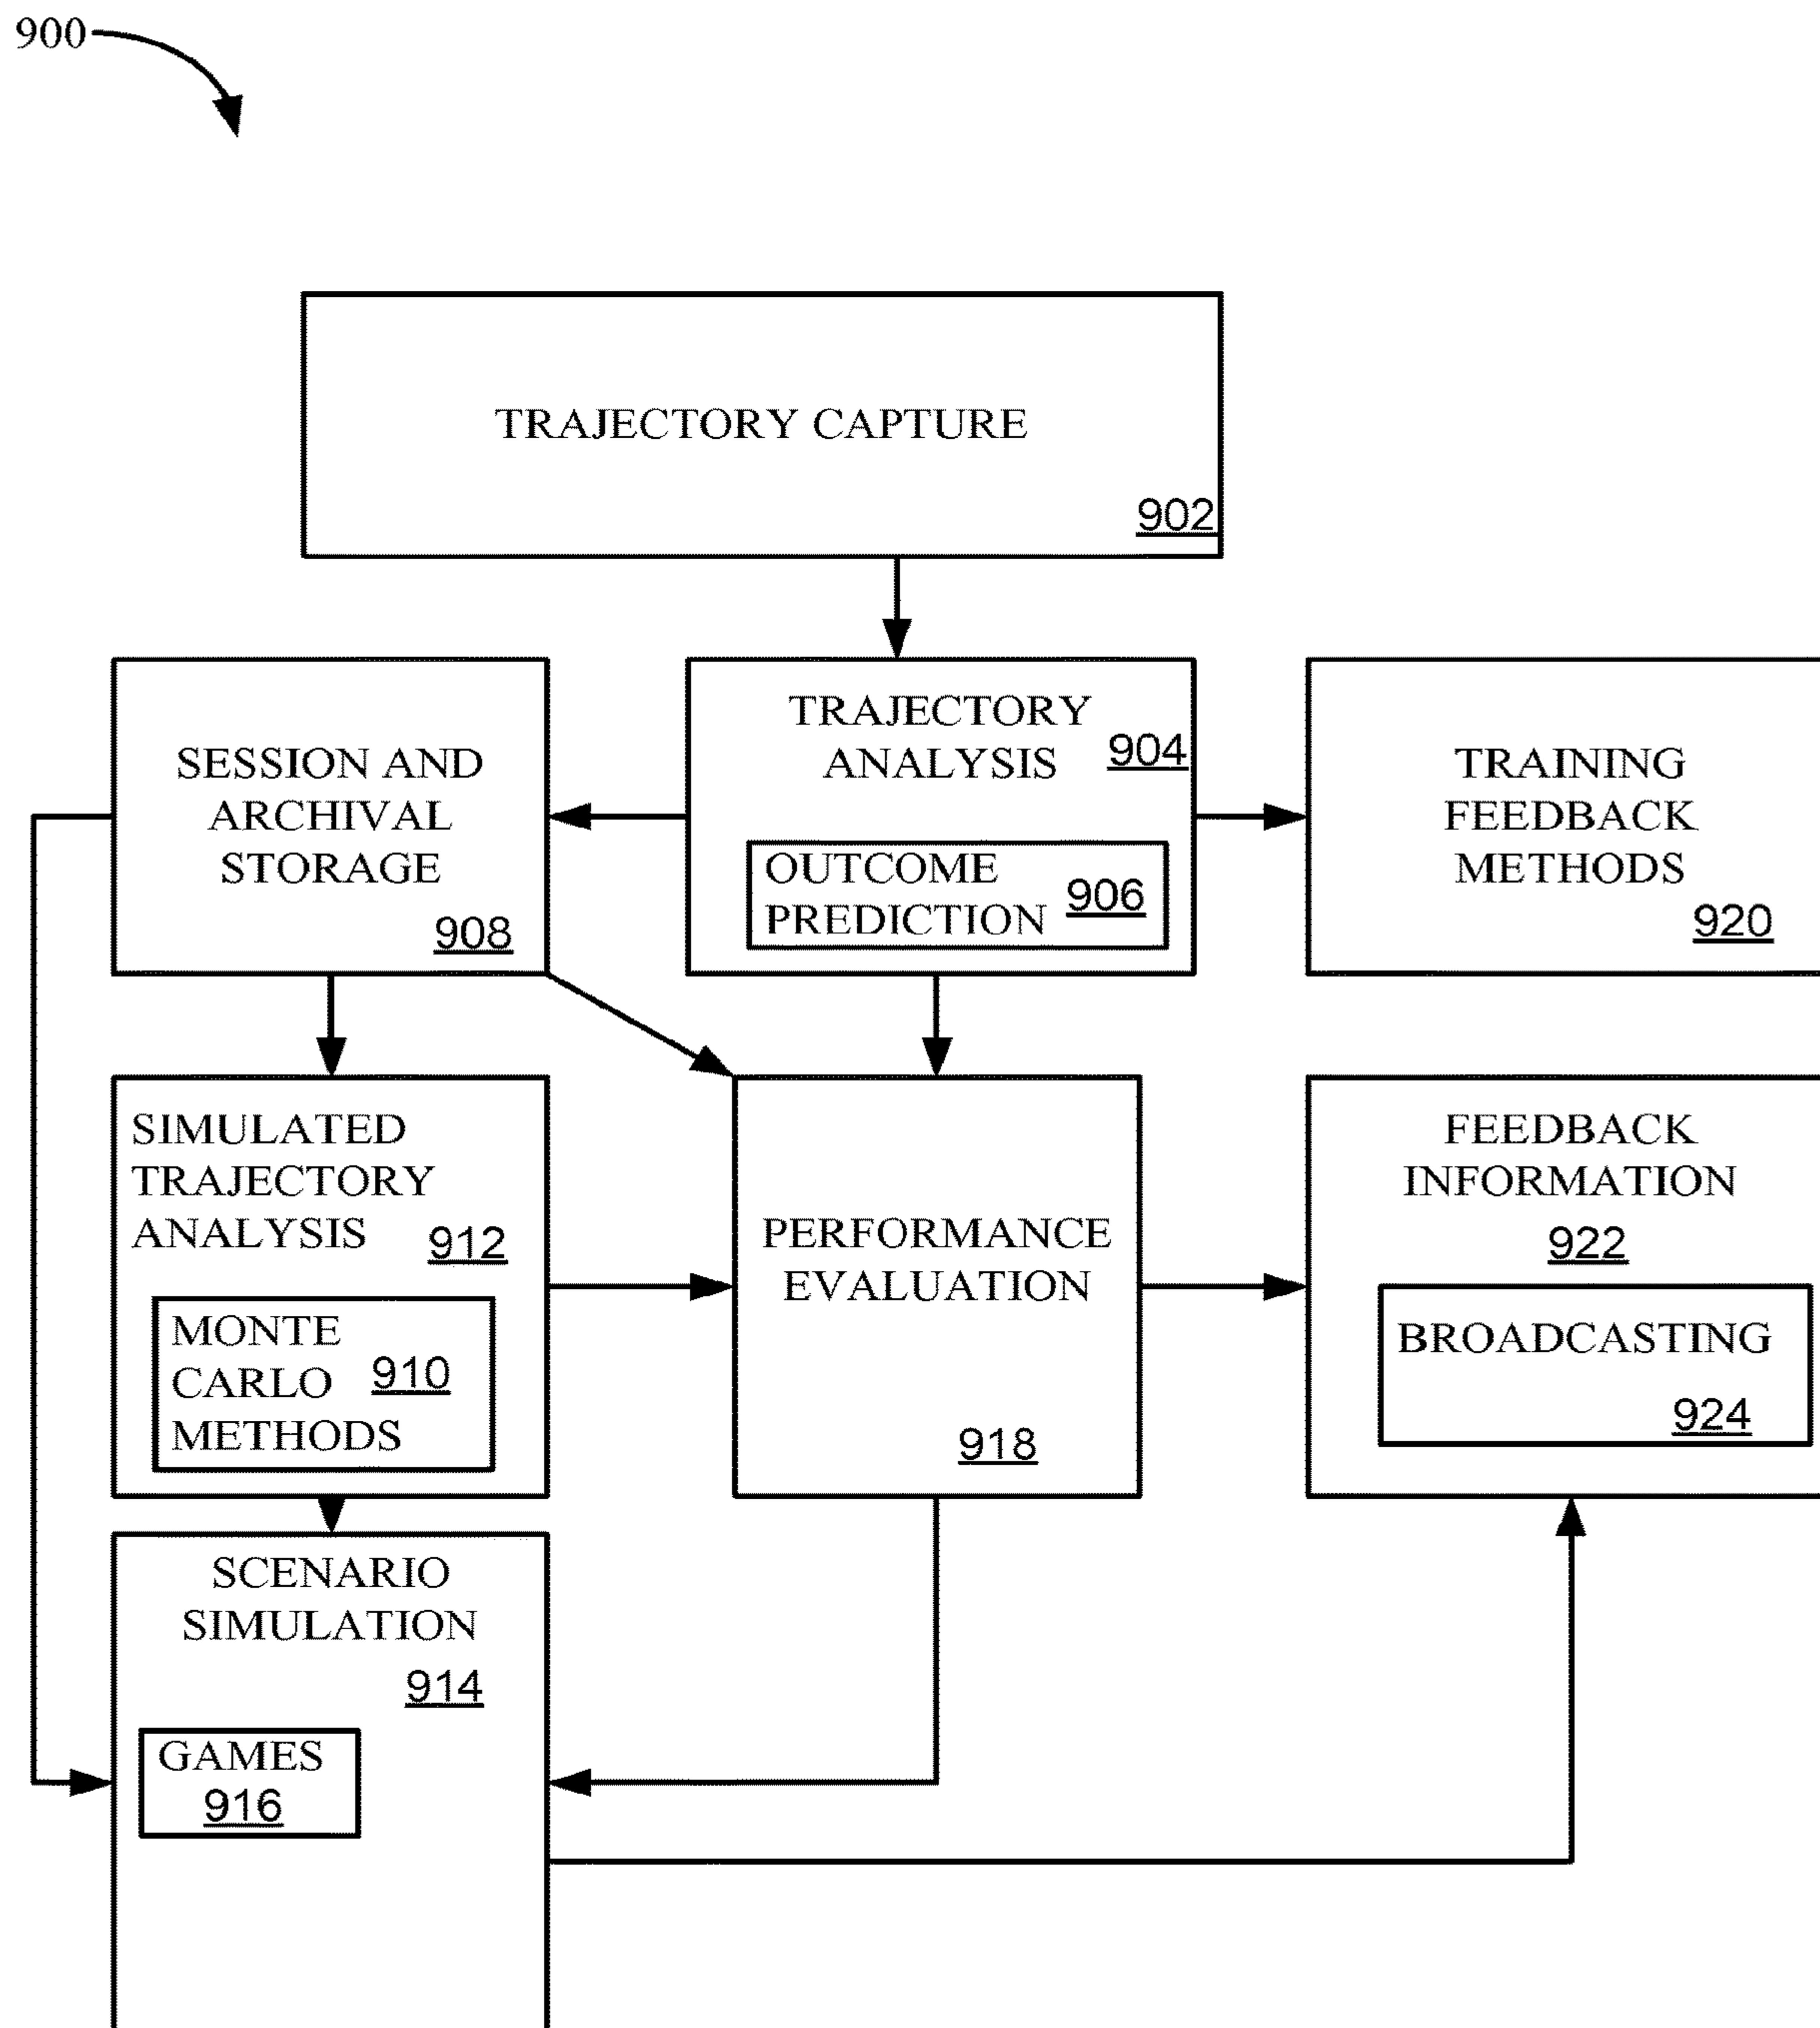 900
TRAJECTORY CAPTURE
902
SESSION AND
ARCHIVAL
STORAGE
908
TRAJECTORY
ANALYSIS
904
OUTCOME
PREDICTION
906
TRAINING
FEEDBACK
METHODS
920
SIMULATED
TRAJECTORY
ANALYSIS
912
MONTE
CARLO
METHODS
910
PERFORMANCE
EVALUATION
918
FEEDBACK
INFORMATION
922
BROADCASTING
924
SCENARIO
SIMULATION
914
GAMES
916